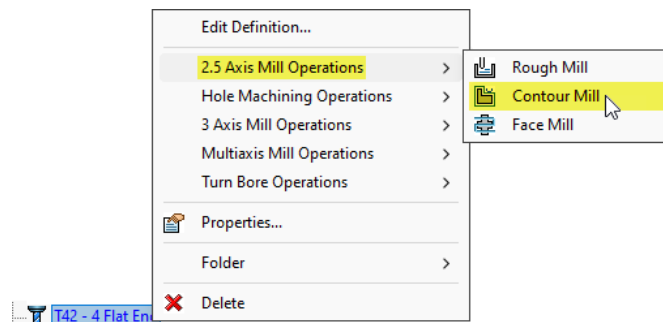 Edit Definition...
2.5 Axis Mill Operations
Rough Mill
Hole Machining Operations
Contour Mill
3 Axis Mill Operations
Face Mill
Multiaxis Mill Operations
Turn Bore Operations
Properties...
Folder
Delete
T42 - 4 Flat En